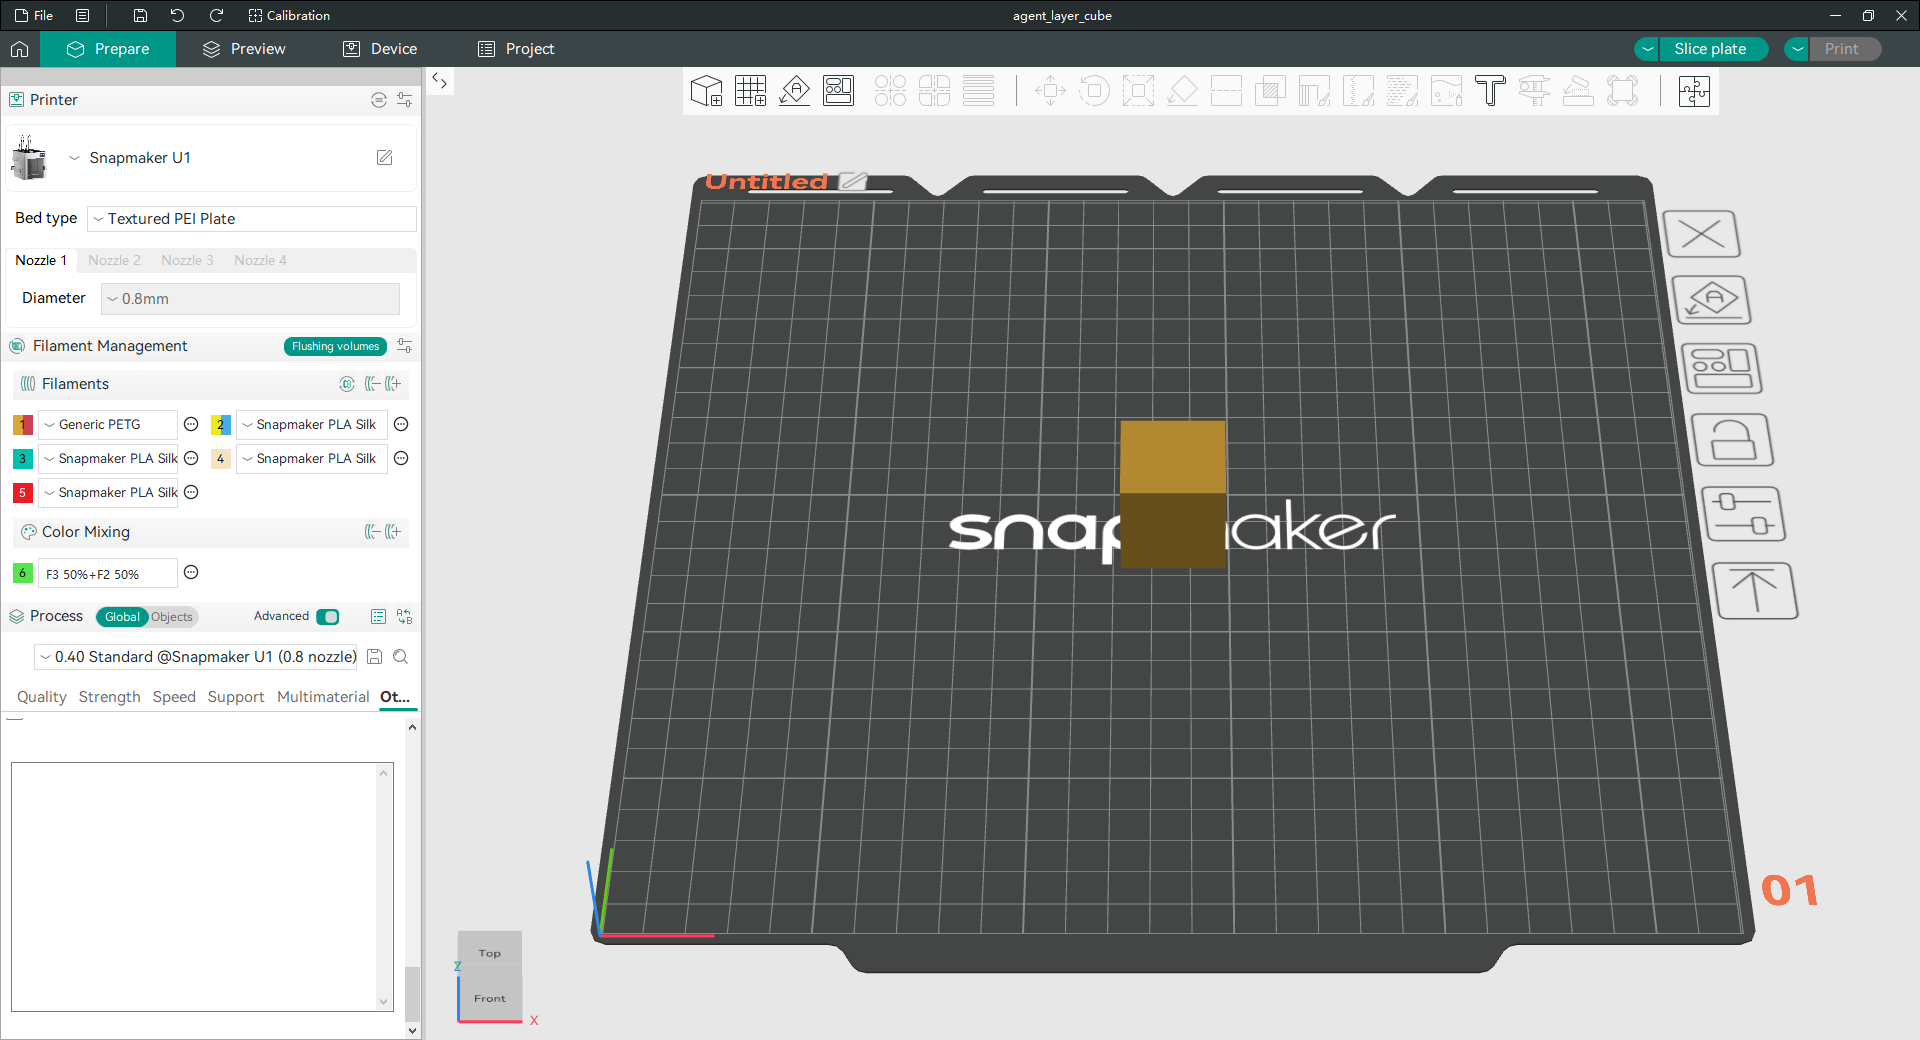 File
Calibration
agent_layer_cube
Prepare
Preview
Device
Project
Slice plate
Print
Printer
Snapmaker U1
Bed type
Textured PEI Plate
Nozzle 1
Nozzle 2
Nozzle 3
Nozzle 4
Diameter
0.8mm
Filament Management
Flushing volumes
Filaments
1
Generic PETG
2
Snapmaker PLA Silk
3
Snapmaker PLA Silk
4
Snapmaker PLA Silk
5
Snapmaker PLA Silk
Color Mixing
6
F3 50%+F2 50%
Process
Global
Objects
Advanced
0.40 Standard @Snapmaker U1 (0.8 nozzle)
Quality
Strength
Speed
Support
Multimaterial
Ot...
Untitled
snap
aker
01
Top
Z
Front
X